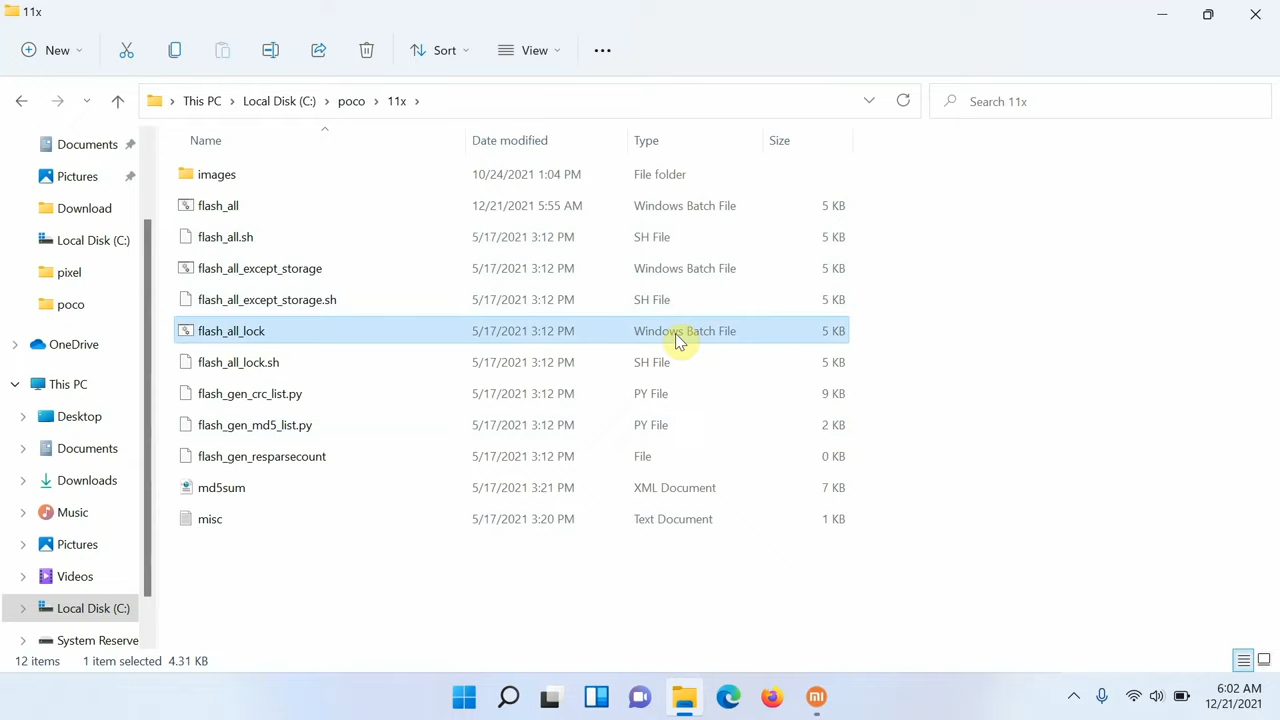 11x
New
Sort
View
This PC
Local Disk (C:)
poco
11x
Search 11x
Documents
Pictures
Download
Local Disk (C:)
pixel
poco
OneDrive
This PC
Desktop
Documents
Downloads
Music
Pictures
Videos
Local Disk (C:)
System Reserve
Name Date modified Type Size
images 10/24/2021 1:04 PM File folder
flash_all 12/21/2021 5:55 AM Windows Batch File 5 KB
flash_all.sh 5/17/2021 3:12 PM SH File 5 KB
flash_all_except_storage 5/17/2021 3:12 PM Windows Batch File 5 KB
flash_all_except_storage.sh 5/17/2021 3:12 PM SH File 5 KB
flash_all_lock 5/17/2021 3:12 PM Windows Batch File 5 KB
flash_all_lock.sh 5/17/2021 3:12 PM SH File 5 KB
flash_gen_crc_list.py 5/17/2021 3:12 PM PY File 9 KB
flash_gen_md5_list.py 5/17/2021 3:12 PM PY File 2 KB
flash_gen_resparsecount 5/17/2021 3:12 PM File 0 KB
md5sum 5/17/2021 3:21 PM XML Document 7 KB
misc 5/17/2021 3:20 PM Text Document 1 KB
12 items 1 item selected 4.31 KB
6:02 AM
12/21/2021